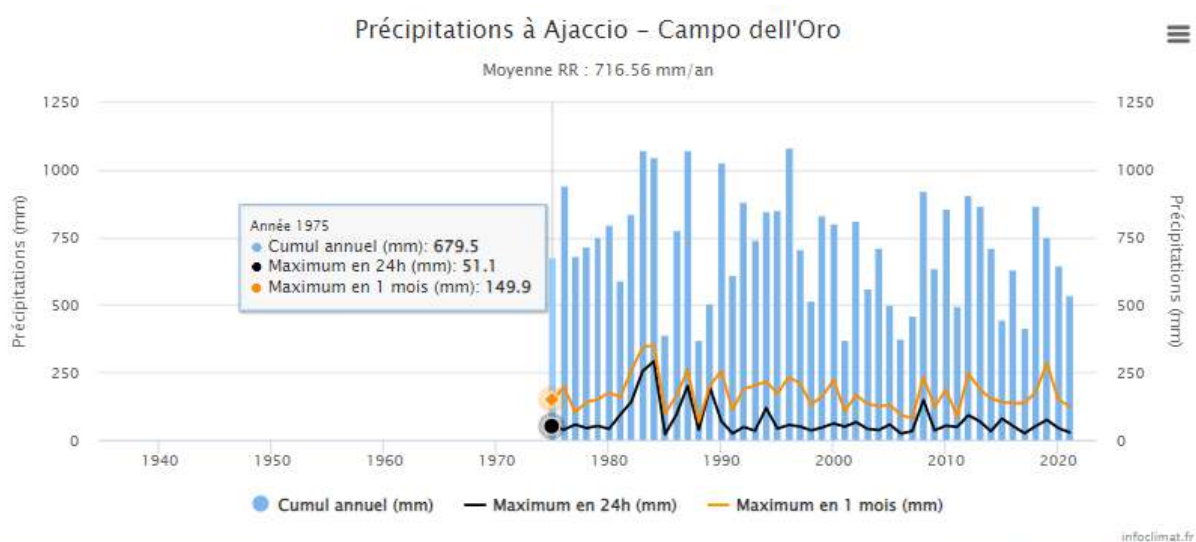 Précipitations à Ajaccio – Campo dell'Oro
Moyenne RR : 716.56 mm/an
1250
1000
750
500
250
0
Précipitations (mm)
1250
1000
750
500
250
0
Précipitations (mm)
Année 1975
Cumul annuel (mm): 679.5
Maximum en 24h (mm): 51.1
Maximum en 1 mois (mm): 149.9
1940 1950 1960 1970 1980 1990 2000 2010 2020
Cumul annuel (mm) Maximum en 24h (mm) Maximum en 1 mois (mm)
infoclimat.fr